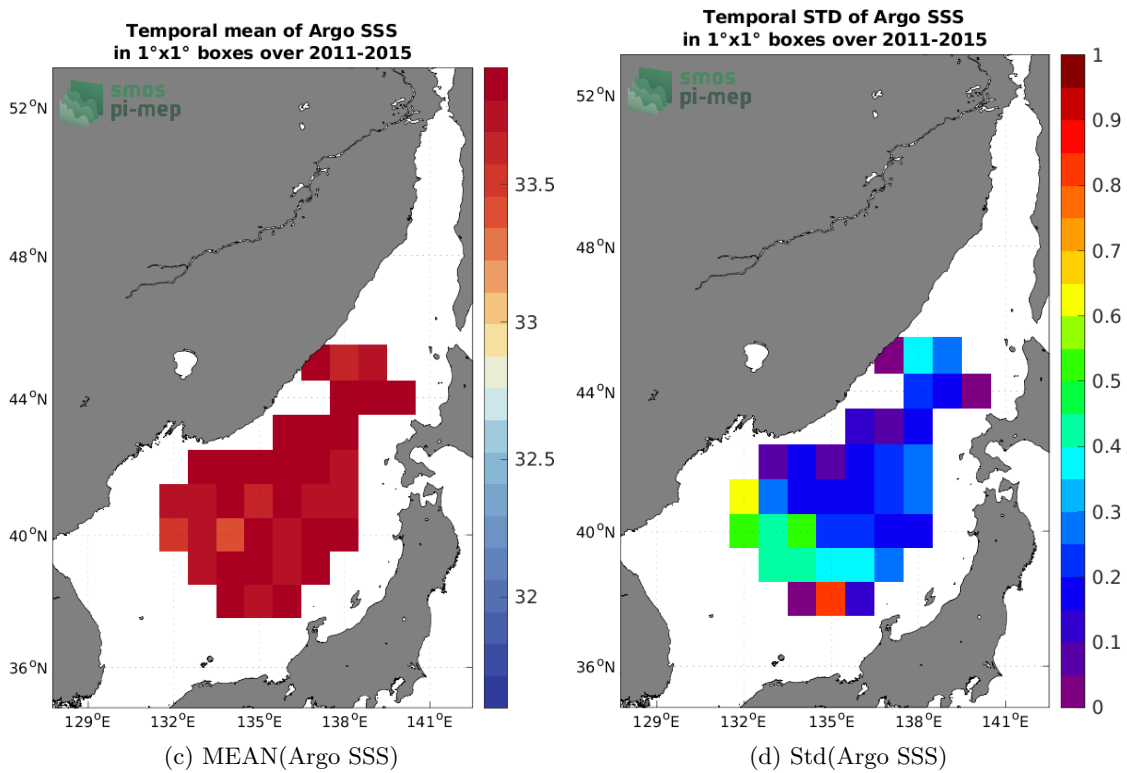 Temporal mean of Argo SSS
in 1°x1° boxes over 2011-2015
smos
pi-mep
52°N
48°N
44°N
40°N
36°N
129°E
132°E
135°E
138°E
141°E
33.5
33
32.5
32
(c) MEAN(Argo SSS)
Temporal STD of Argo SSS
in 1°x1° boxes over 2011-2015
smos
pi-mep
52°N
48°N
44°N
40°N
36°N
129°E
132°E
135°E
138°E
141°E
1
0.9
0.8
0.7
0.6
0.5
0.4
0.3
0.2
0.1
0
(d) Std(Argo SSS)